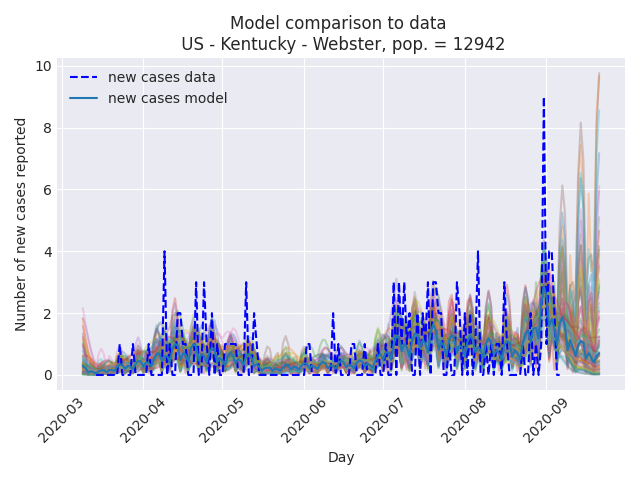 Model comparison to data
US - Kentucky - Webster, pop. = 12942
new cases data
new cases model
Number of new cases reported
10
8
6
4
2
0
2020-03
2020-04
2020-05
2020-06
2020-07
2020-08
2020-09
Day